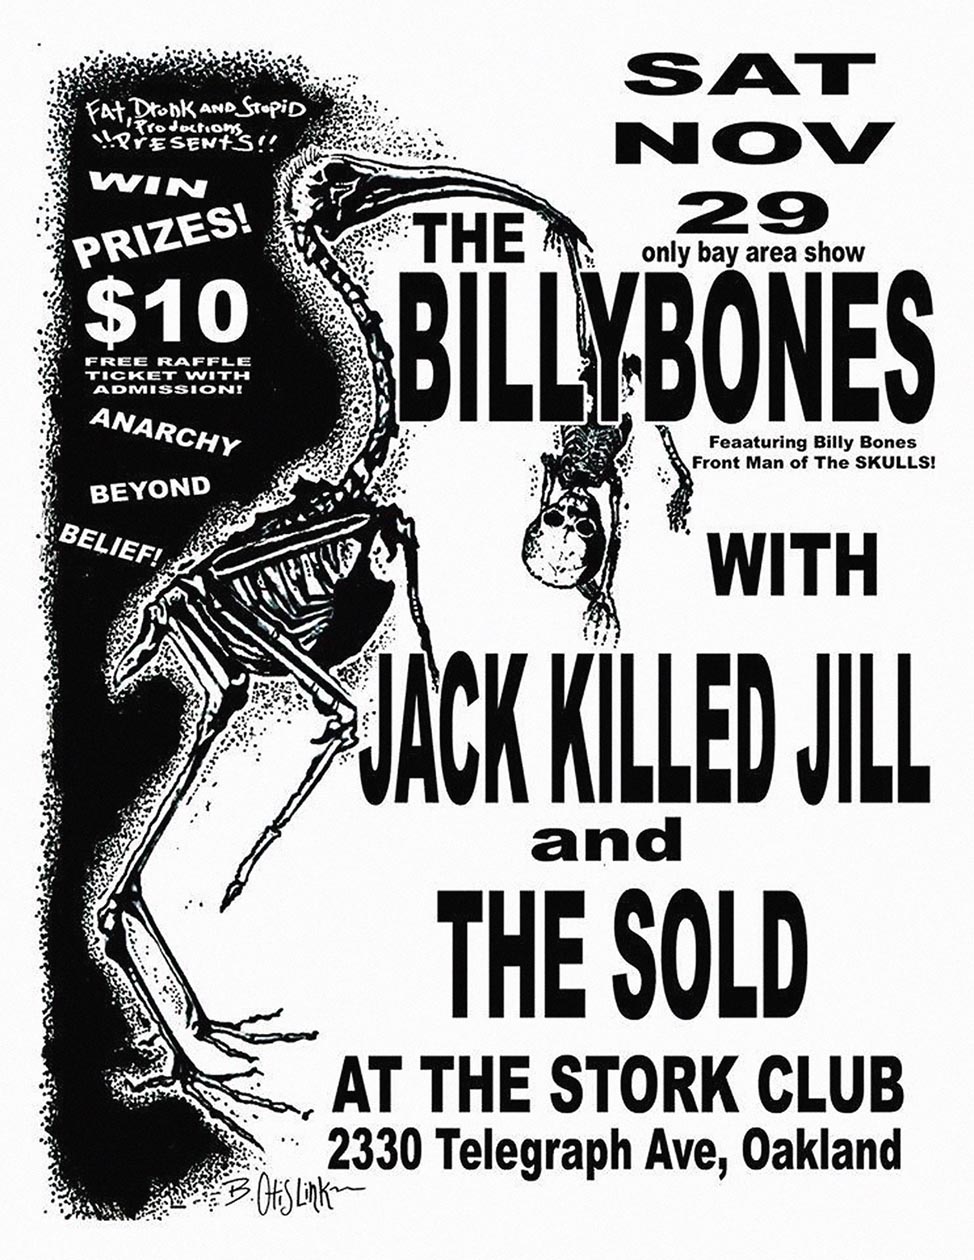 Fat, Drunk and Stupid
Productions
!!Presents!!
WIN
PRIZES!
$10
FREE RAFFLE
TICKET WITH
ADMISSION!
ANARCHY
BEYOND
BELIEF!
SAT
NOV
29
only bay area show
THE
BILLYBONES
Feaaturing Billy Bones
Front Man of The SKULLS!
WITH
JACK KILLED JILL
and
THE SOLD
AT THE STORK CLUB
2330 Telegraph Ave, Oakland
B. Otis Link